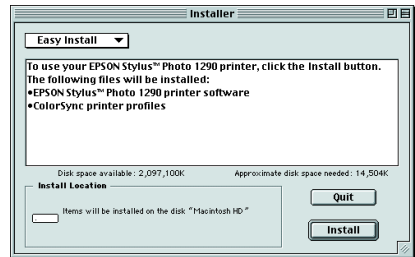 Installer
Easy Install
To use your EPSON Stylus™ Photo 1290 printer, click the Install button.
The following files will be installed:
•EPSON Stylus™ Photo 1290 printer software
•ColorSync printer profiles
Disk space available: 2,097,100K Approximate disk space needed: 14,504K
Install Location
Items will be installed on the disk "Macintosh HD"
Quit
Install